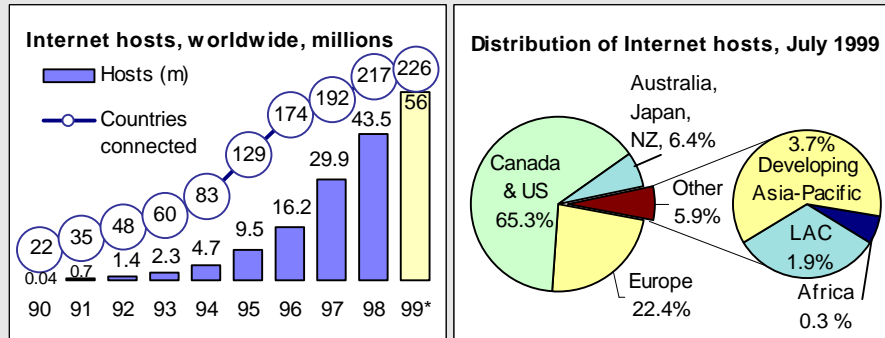 Internet hosts, worldwide, millions
Hosts (m)
Countries
connected
22
35
48
60
83
129
174
192
217
226
0.04
0.7
1.4
2.3
4.7
9.5
16.2
29.9
43.5
56
90 91 92 93 94 95 96 97 98 99*
Distribution of Internet hosts, July 1999
Australia,
Japan,
NZ, 6.4%
Canada
& US
65.3%
Other
5.9%
Europe
22.4%
3.7%
Developing
Asia-Pacific
LAC
1.9%
Africa
0.3 %